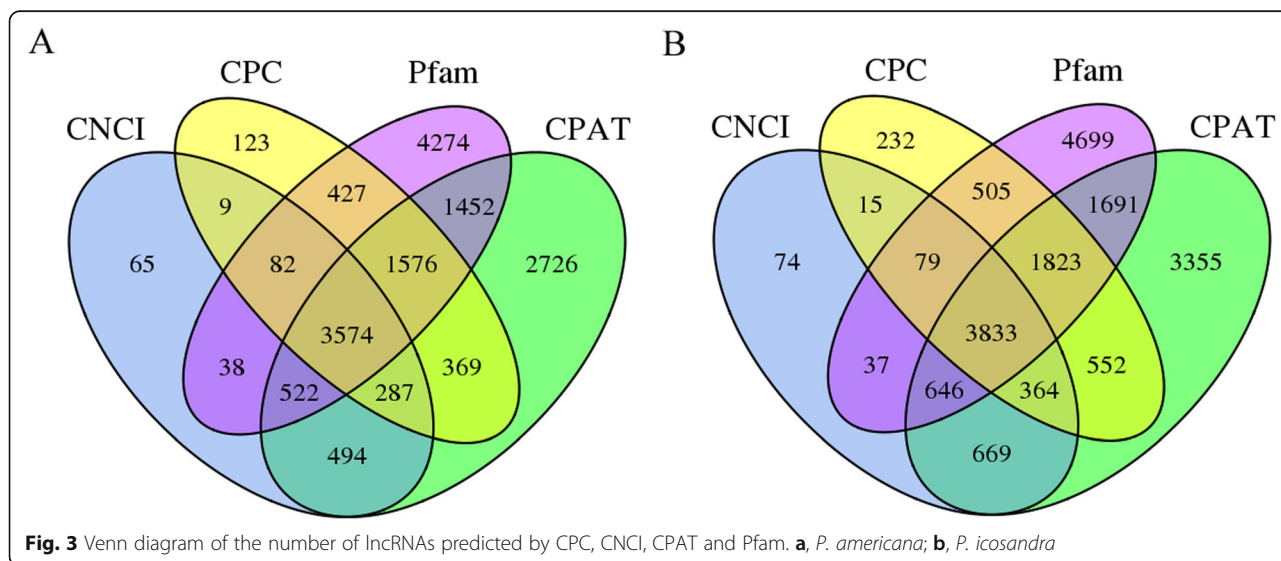 A
CPC
Pfam
CNCI
CPAT
123
4274
9
427
1452
65
82
1576
2726
3574
38
369
522
287
494
B
CPC
Pfam
CNCI
CPAT
232
4699
15
505
1691
74
79
1823
3355
3833
37
552
646
364
669
Fig. 3 Venn diagram of the number of lncRNAs predicted by CPC, CNCI, CPAT and Pfam. a, P. americana; b, P. icosandra